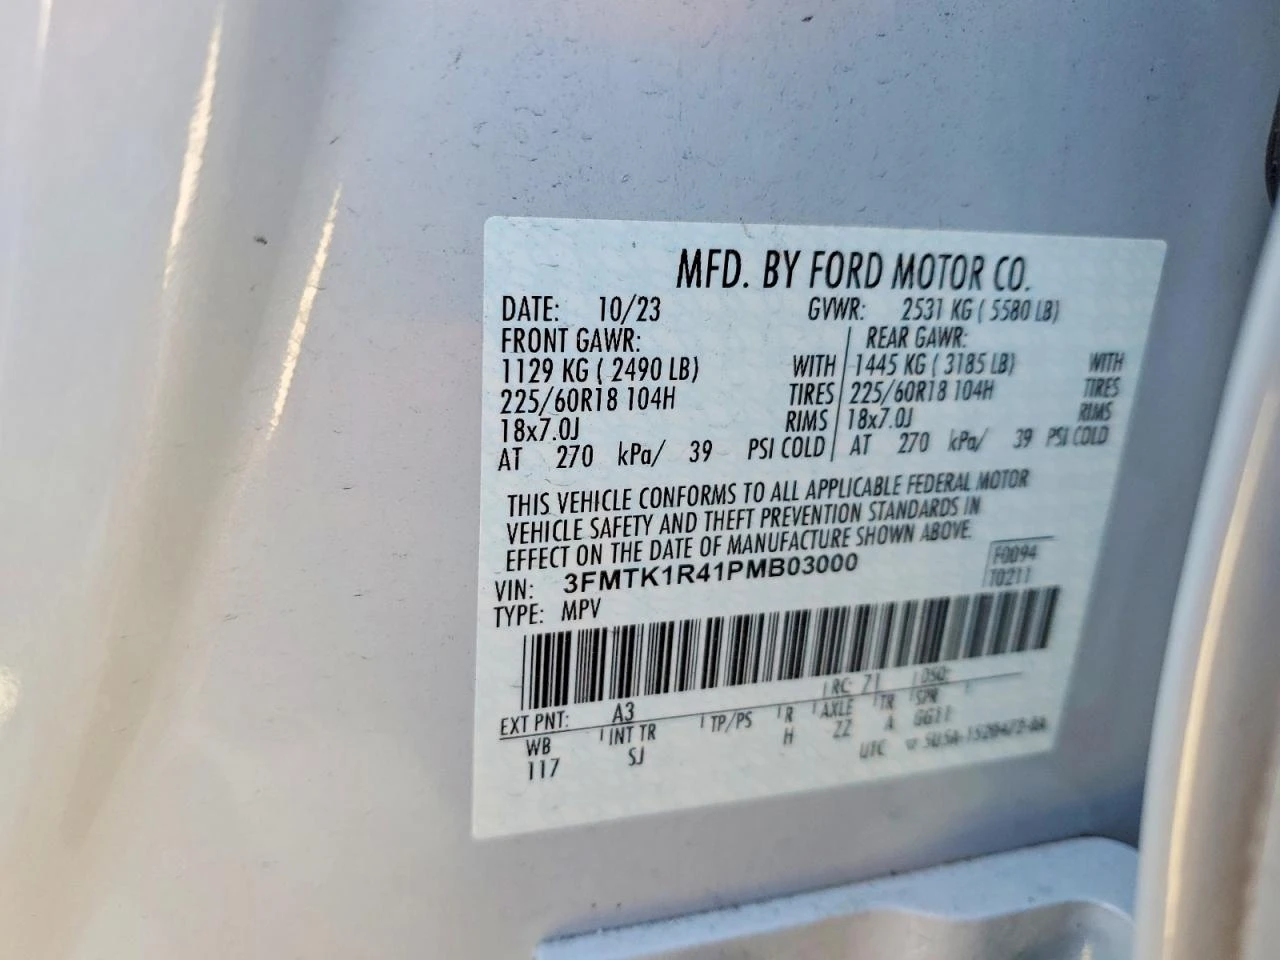 MFD. BY FORD MOTOR CO.
DATE: 10/23 GVWR: 2531 KG ( 5580 LB)
FRONT GAWR: REAR GAWR:
1129 KG ( 2490 LB) WITH 1445 KG ( 3185 LB) WITH
225/60R18 104H TIRES 225/60R18 104H TIRES
18x7.0J RIMS 18x7.0J RIMS
AT 270 kPa/ 39 PSI COLD AT 270 kPa/ 39 PSI COLD
THIS VEHICLE CONFORMS TO ALL APPLICABLE FEDERAL MOTOR
VEHICLE SAFETY AND THEFT PREVENTION STANDARDS IN
EFFECT ON THE DATE OF MANUFACTURE SHOWN ABOVE.
VIN: 3FMTK1R41PMB03000 F0094
TYPE: MPV T0211
EXT PNT: A3 RC: 71 DSO:
WB INT TR TP/PS R AXLE TR SPR
117 SJ H ZZ A GG11
UTC